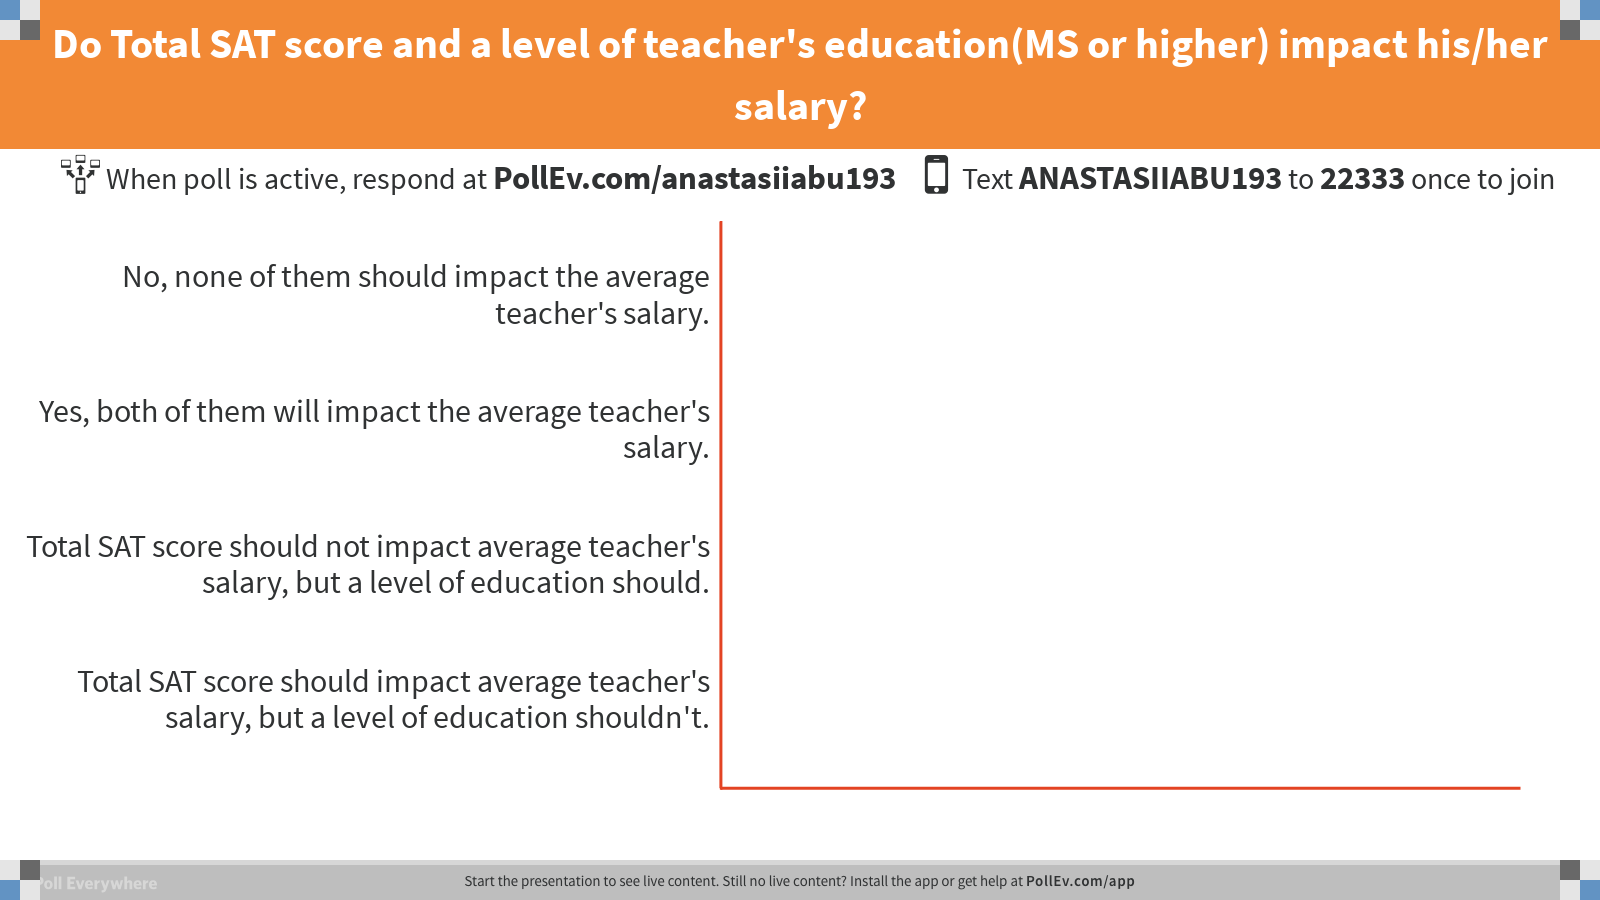 Do Total SAT score and a level of teacher's education(MS or higher) impact his/her
salary?
When poll is active, respond at PollEv.com/anastasiiabu193 Text ANASTASIIABU193 to 22333 once to join
No, none of them should impact the average
teacher's salary.
Yes, both of them will impact the average teacher's
salary.
Total SAT score should not impact average teacher's
salary, but a level of education should.
Total SAT score should impact average teacher's
salary, but a level of education shouldn't.
Poll Everywhere
Start the presentation to see live content. Still no live content? Install the app or get help at PollEv.com/app